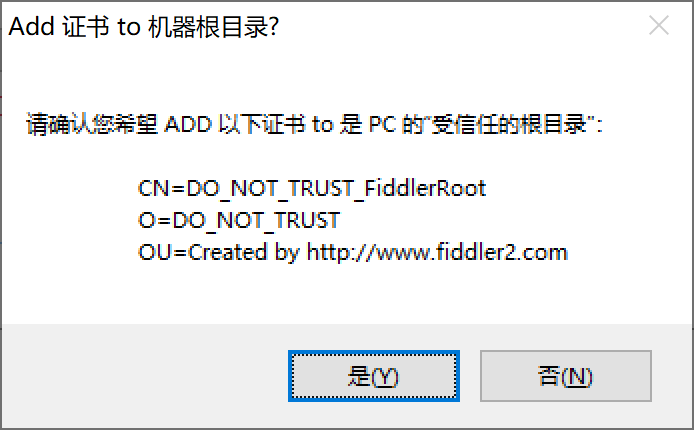 Add 证书 to 机器根目录?
请确认您希望 ADD 以下证书 to 是 PC 的“受信任的根目录”:
CN=DO_NOT_TRUST_FiddlerRoot
O=DO_NOT_TRUST
OU=Created by http://www.fiddler2.com
是(Y)
否(N)